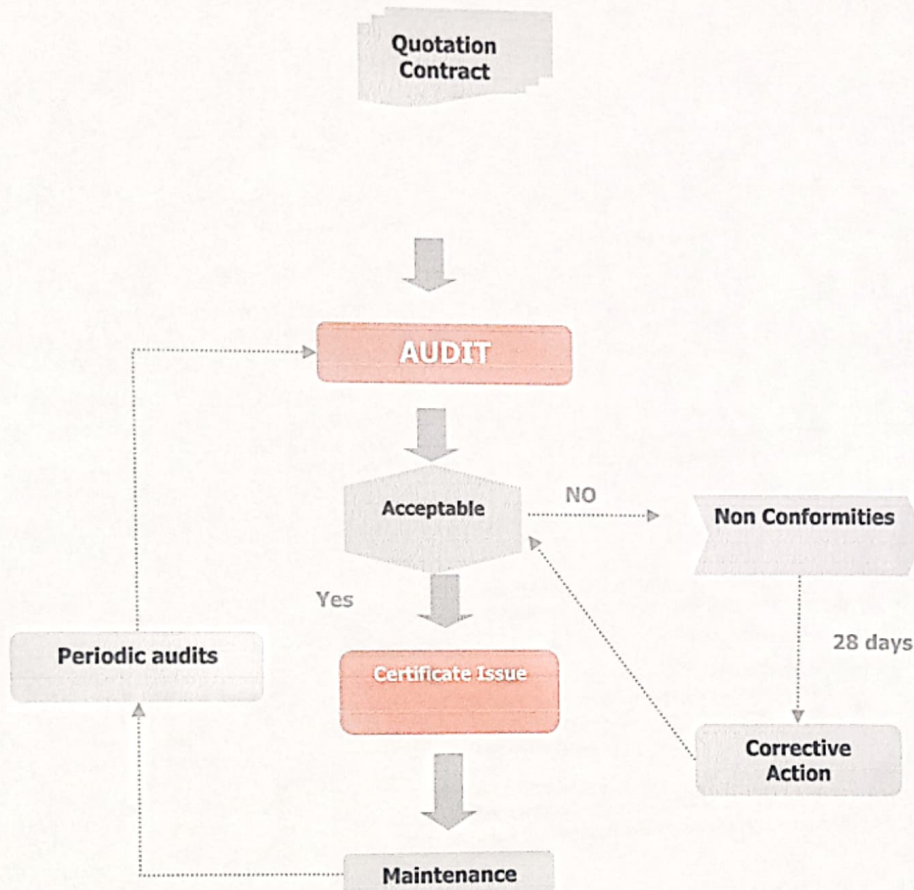 Quotation
Contract
AUDIT
Acceptable
NO
Non Conformities
Yes
28 days
Periodic audits
Certificate Issue
Corrective
Action
Maintenance